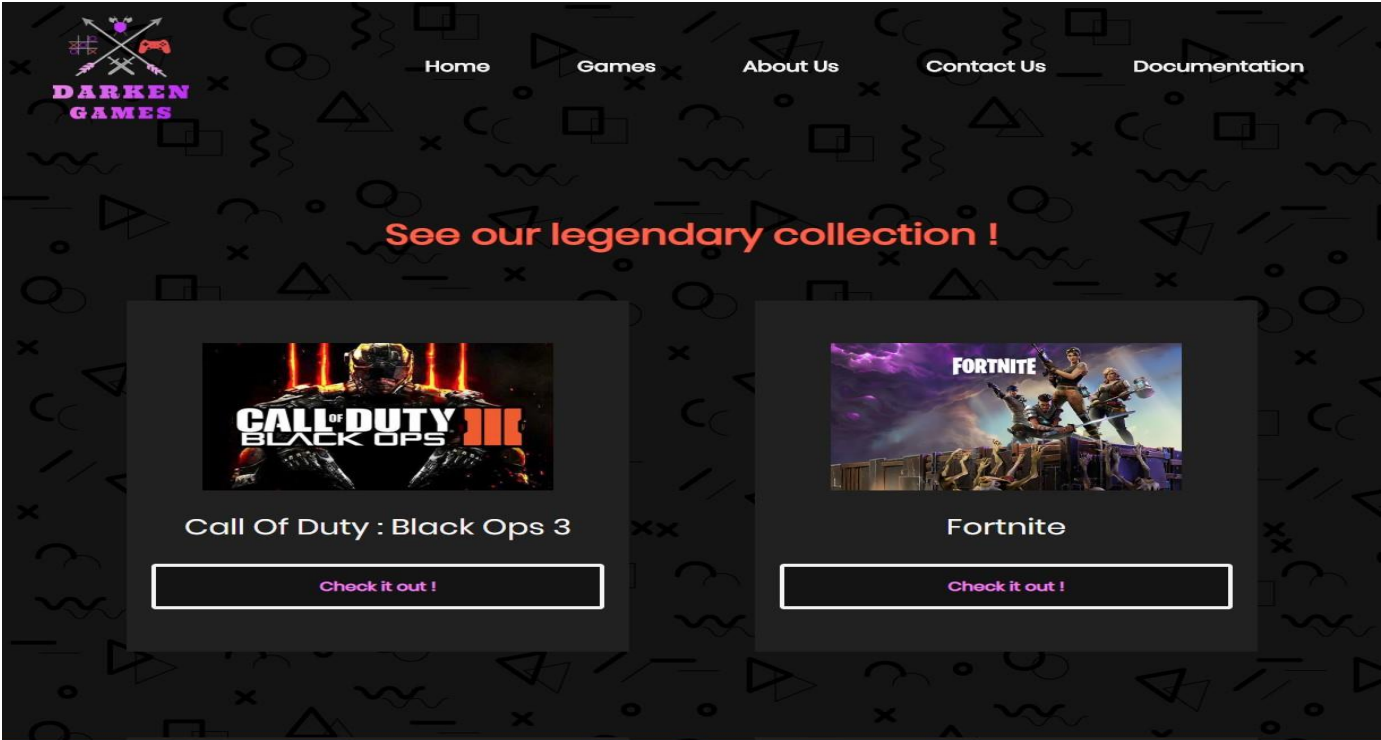 DARKEN
GAMES
Home
Games
About Us
Contact Us
Documentation
See our legendary collection !
CALL OF DUTY III
BLACK OPS
Call Of Duty : Black Ops 3
Check it out !
FORTNITE
Fortnite
Check it out !